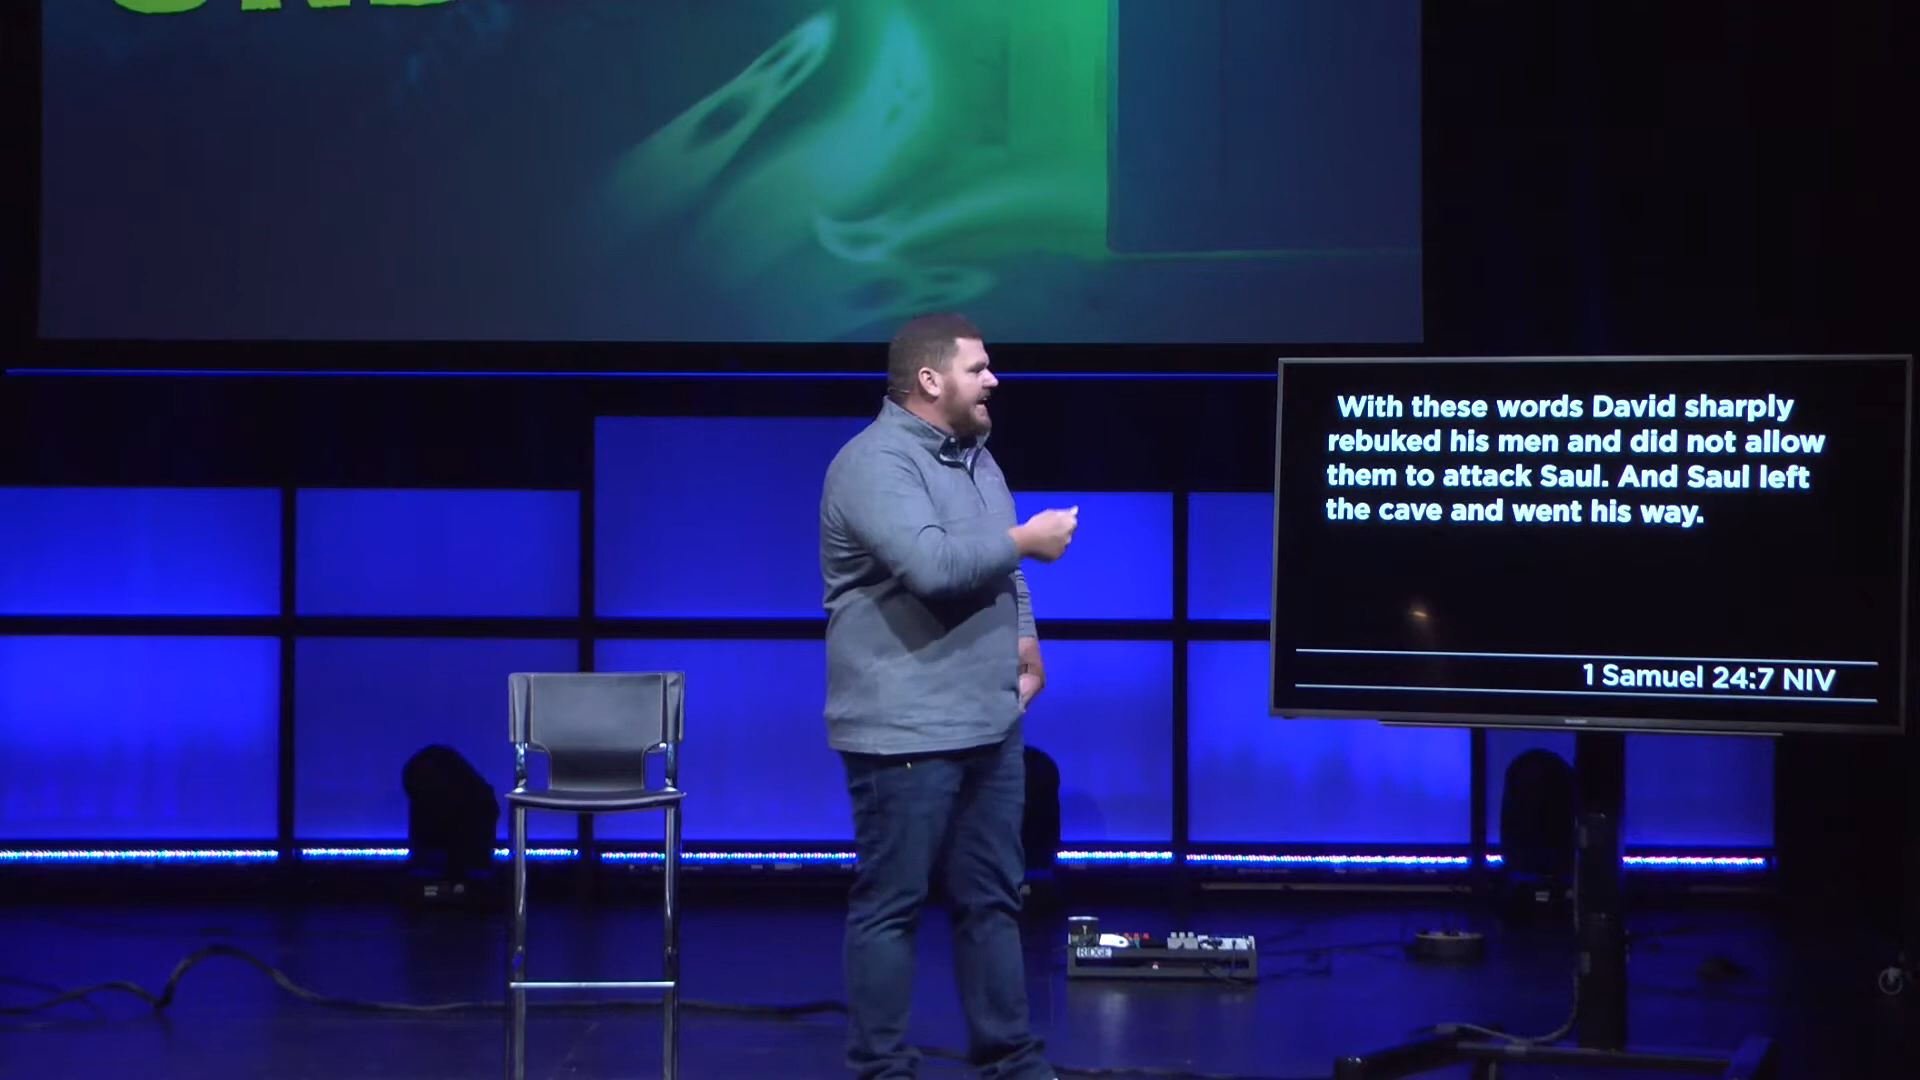 With these words David sharply
rebuked his men and did not allow
them to attack Saul. And Saul left
the cave and went his way.
1 Samuel 24:7 NIV
RIDGE